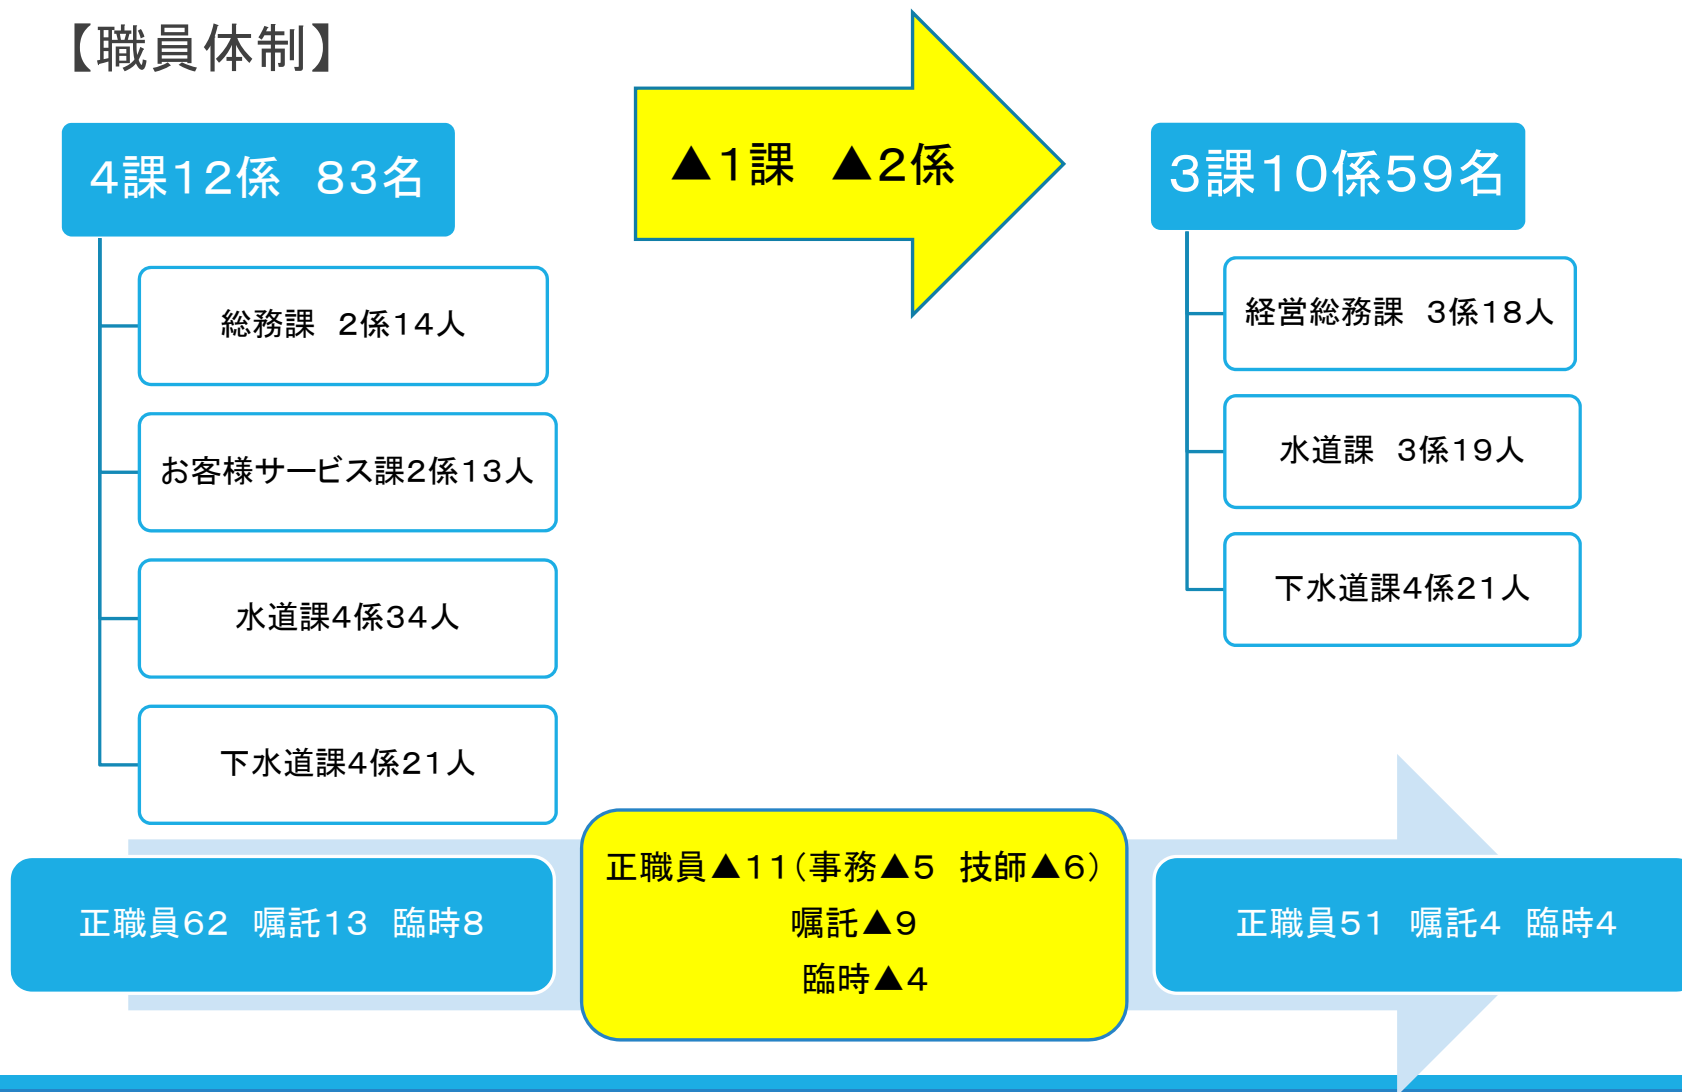 【職員体制】
4課12係　83名
総務課　2係14人
お客様サービス課2係13人
水道課4係34人
下水道課4係21人
▲1課　▲2係
3課10係59名
経営総務課　3係18人
水道課　3係19人
下水道課4係21人
正職員62　嘱託13　臨時8
正職員▲11（事務▲5　技師▲6）
嘱託▲9
臨時▲4
正職員51　嘱託4　臨時4